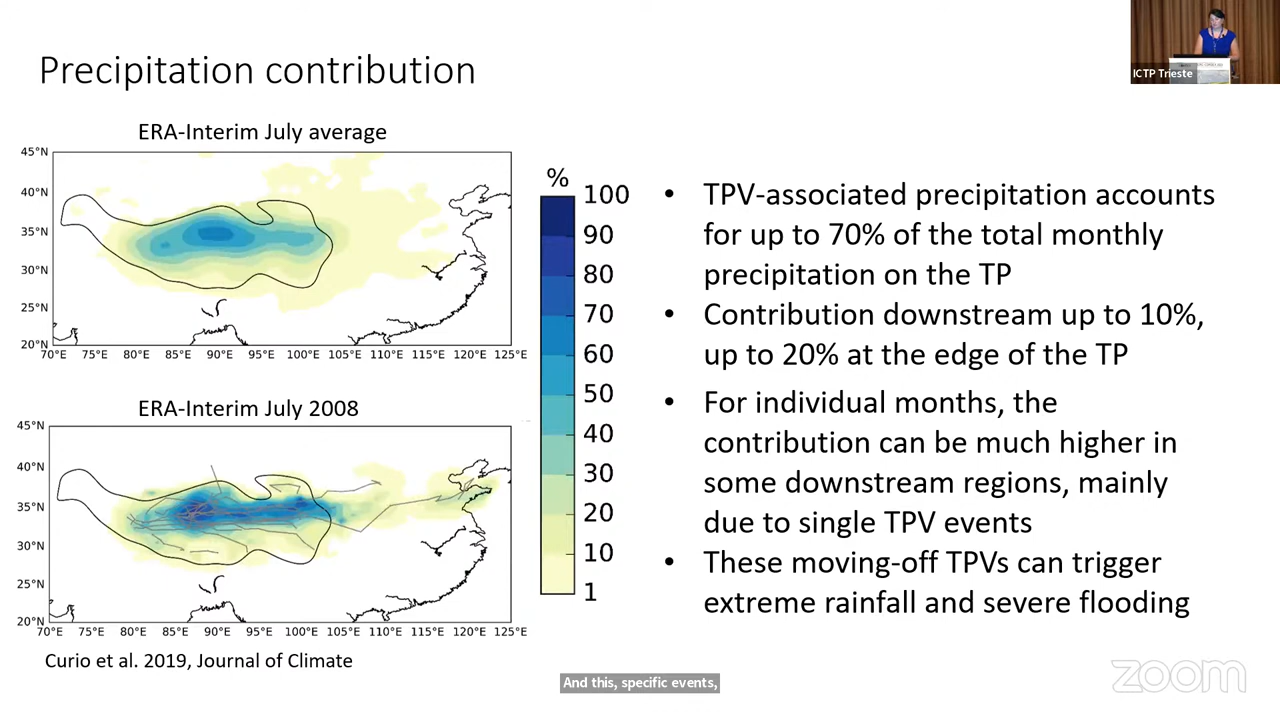 Precipitation contribution
ICTP Trieste
ERA-Interim July average
45°N
40°N
35°N
30°N
25°N
20°N
70°E 75°E 80°E 85°E 90°E 95°E 100°E 105°E 110°E 115°E 120°E 125°E
ERA-Interim July 2008
45°N
40°N
35°N
30°N
25°N
20°N
70°E 75°E 80°E 85°E 90°E 95°E 100°E 105°E 110°E 115°E 120°E 125°E
Curio et al. 2019, Journal of Climate
%
100
90
80
70
60
50
40
30
20
10
1
• TPV-associated precipitation accounts
for up to 70% of the total monthly
precipitation on the TP
• Contribution downstream up to 10%,
up to 20% at the edge of the TP
• For individual months, the
contribution can be much higher in
some downstream regions, mainly
due to single TPV events
• These moving-off TPVs can trigger
extreme rainfall and severe flooding
And this, specific events,
zoom